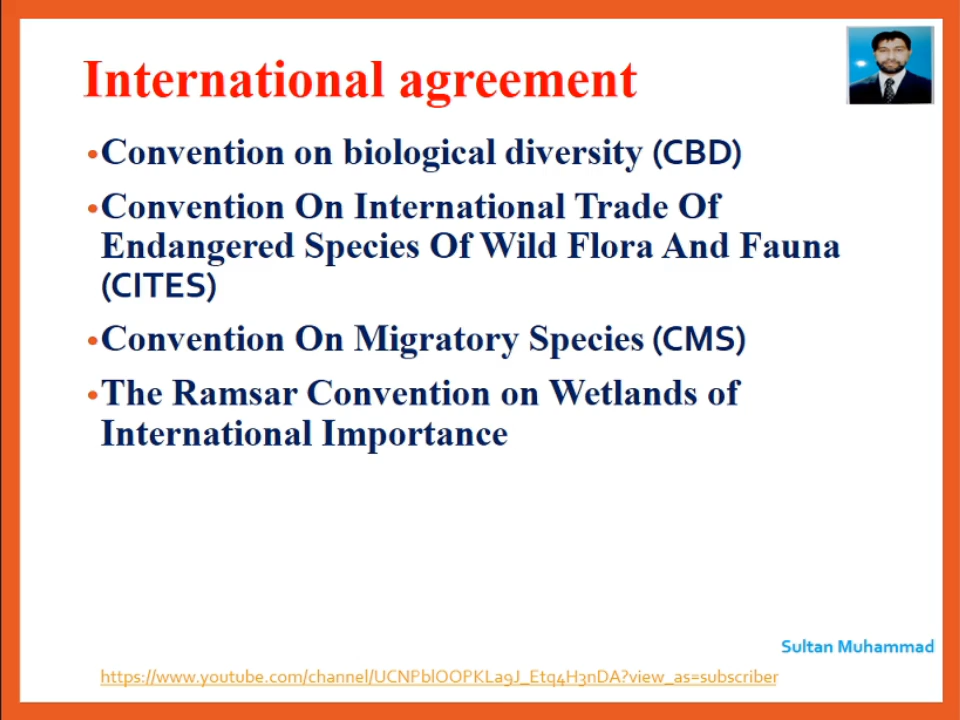 International agreement
•Convention on biological diversity (CBD)
•Convention On International Trade Of
Endangered Species Of Wild Flora And Fauna
(CITES)
•Convention On Migratory Species (CMS)
•The Ramsar Convention on Wetlands of
International Importance
Sultan Muhammad
https://www.youtube.com/channel/UCNPblOOPKLa9J_Etq4H3nDA?view_as=subscriber